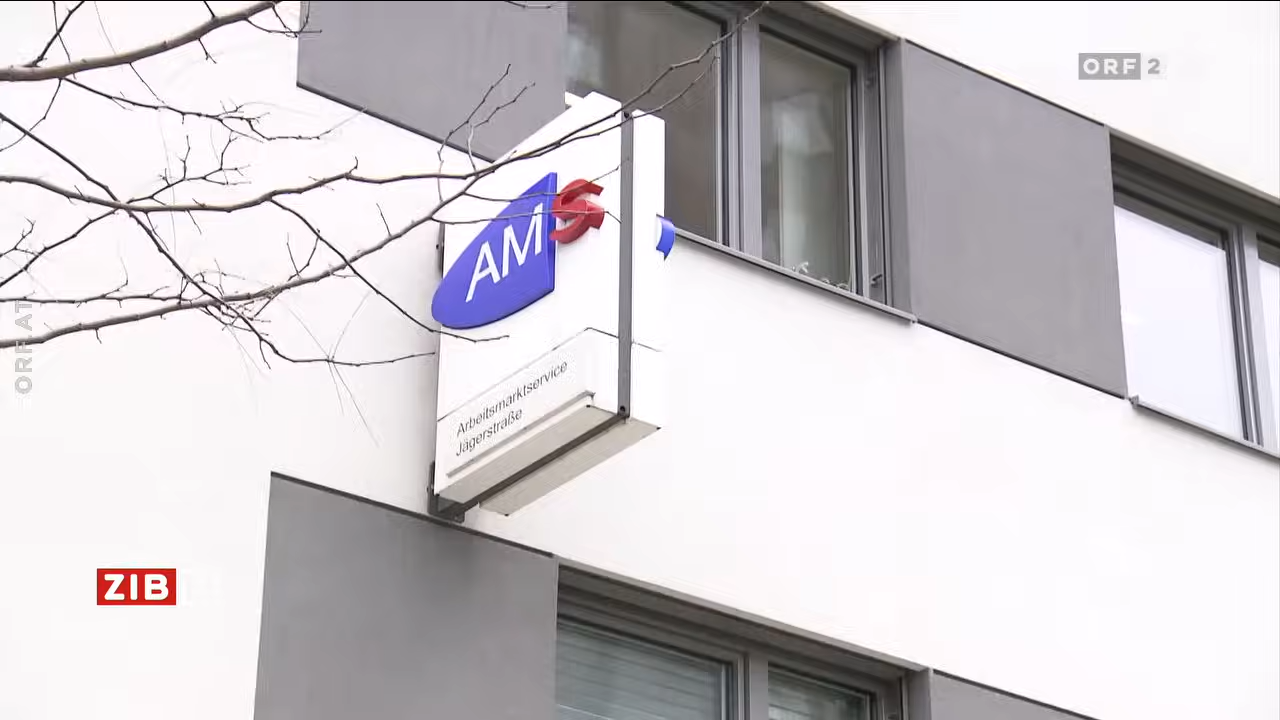 ORF 2
AMS
Arbeitsmarktservice
Jägerstraße
ORF.AT
ZIB